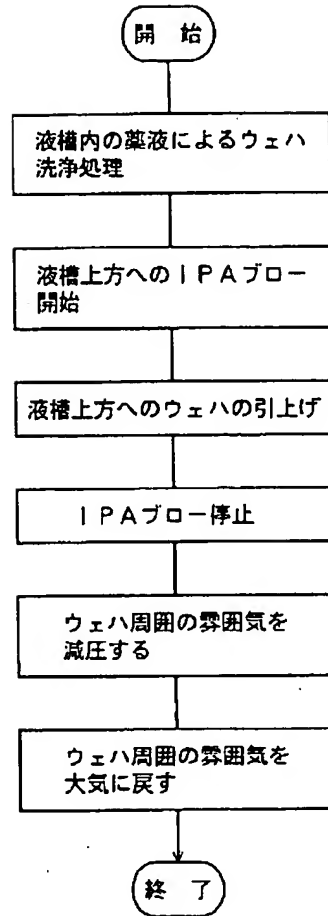 開 始
液槽内の薬液によるウェハ
洗浄処理
液槽上方へのIPAブロー
開始
液槽上方へのウェハの引上げ
IPAブロー停止
ウェハ周囲の雰囲気を
減圧する
ウェハ周囲の雰囲気を
大気に戻す
終 了